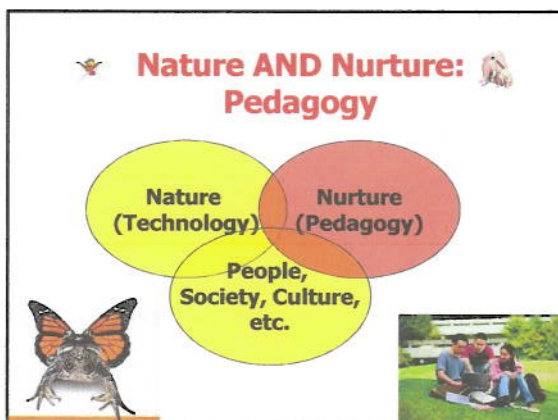 Nature AND Nurture:
Pedagogy
Nature
(Technology)
Nurture
(Pedagogy)
People,
Society, Culture,
etc.